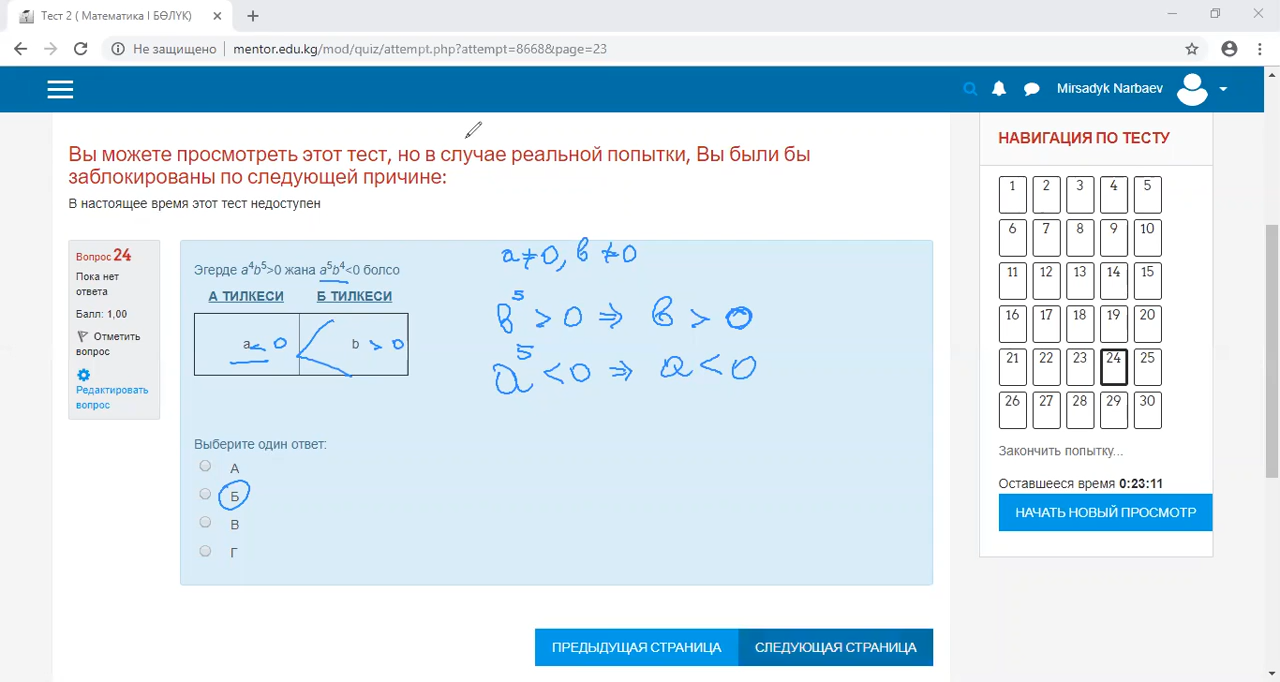 Тест 2 ( Математика I БӨЛҮК)
Не защищено
mentor.edu.kg/mod/quiz/attempt.php?attempt=8668&page=23
Mirsadyk Narbaev
Вы можете просмотреть этот тест, но в случае реальной попытки, Вы были бы
заблокированы по следующей причине:
В настоящее время этот тест недоступен
Вопрос 24
Пока нет
ответа
Балл: 1,00
Отметить
вопрос
Редактировать
вопрос
Эгерде a⁴b⁵>0 жана a⁵b⁴<0 болсо
А ТИЛКЕСИ Б ТИЛКЕСИ
a < 0 < b > 0
a ≠ 0, в ≠ 0
в⁵ > 0 ⇒ в > 0
a⁵ < 0 ⇒ a < 0
Выберите один ответ:
А
Б
В
Г
ПРЕДЫДУЩАЯ СТРАНИЦА
СЛЕДУЮЩАЯ СТРАНИЦА
НАВИГАЦИЯ ПО ТЕСТУ
1 2 3 4 5
6 7 8 9 10
11 12 13 14 15
16 17 18 19 20
21 22 23 24 25
26 27 28 29 30
Закончить попытку...
Оставшееся время 0:23:11
НАЧАТЬ НОВЫЙ ПРОСМОТР